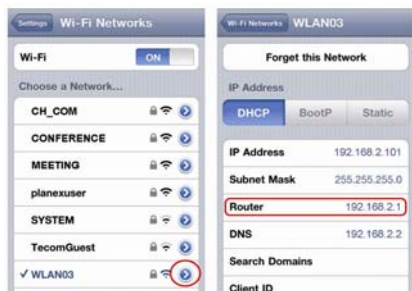 Settings Wi-Fi Networks
Wi-Fi ON
Choose a Network...
CH_COM
CONFERENCE
MEETING
planexuser
SYSTEM
TecomGuest
✓ WLAN03
Wi-Fi Networks WLAN03
Forget this Network
IP Address
DHCP BootP Static
IP Address 192.168.2.101
Subnet Mask 255.255.255.0
Router 192.168.2.1
DNS 192.168.2.2
Search Domains
Client ID